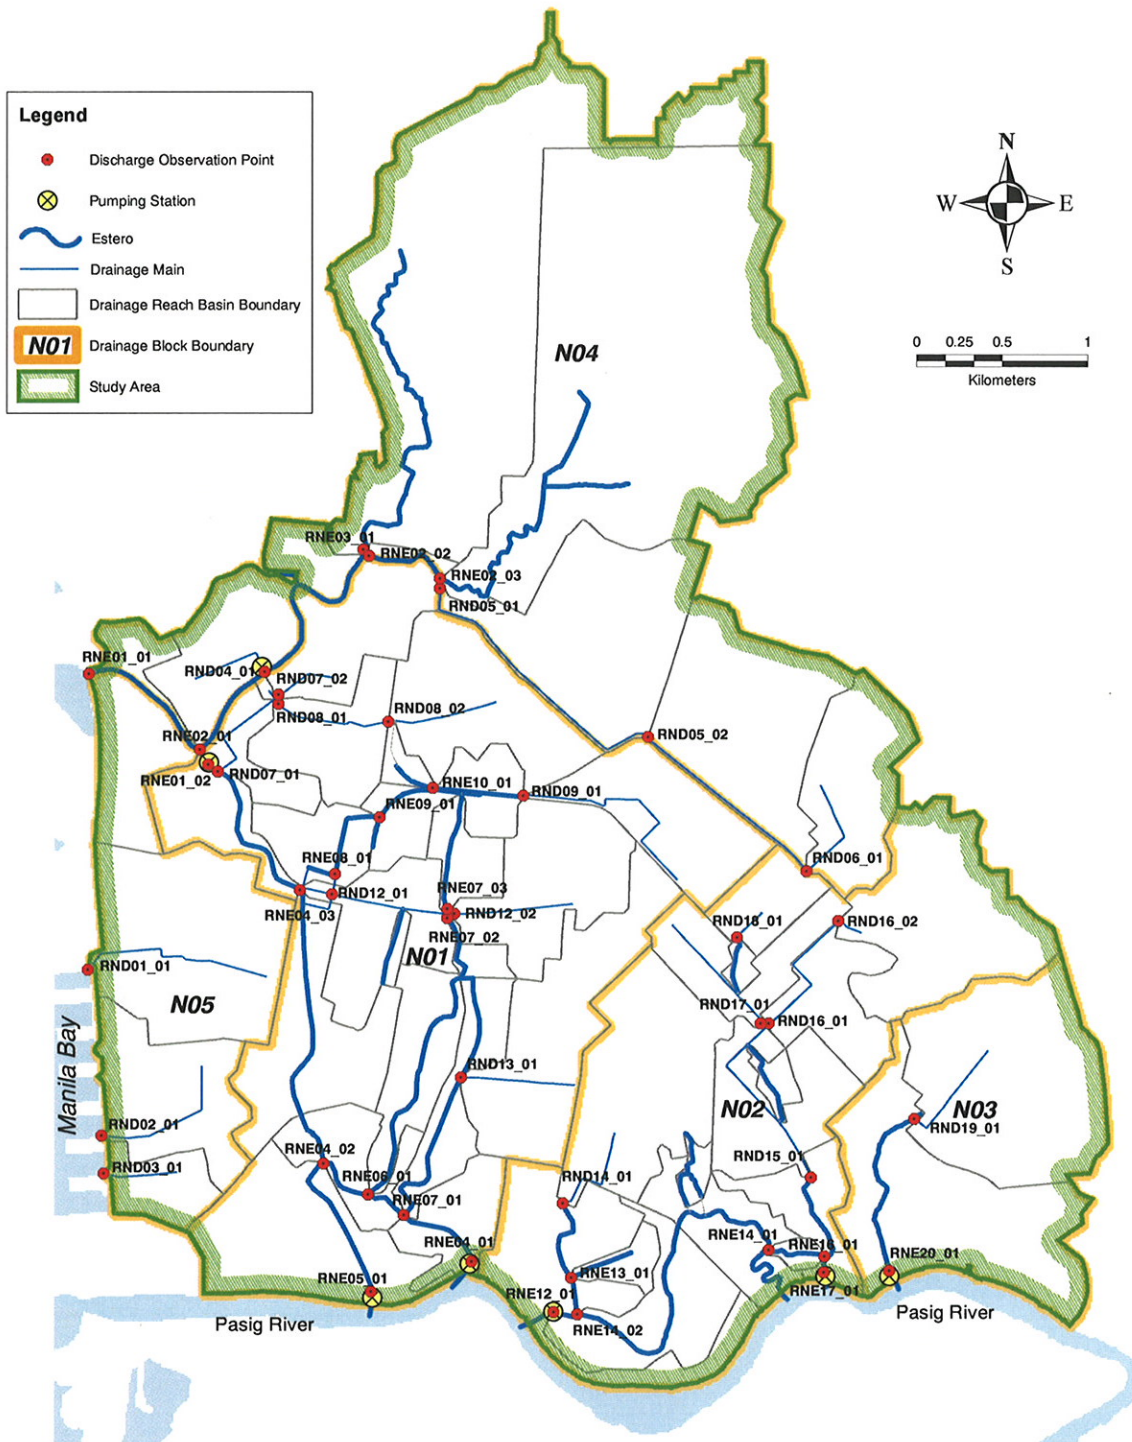 Legend
Discharge Observation Point
Pumping Station
Estero
Drainage Main
Drainage Reach Basin Boundary
N01 Drainage Block Boundary
Study Area
N
W E
S
0 0.25 0.5 1
Kilometers
N04
RNE03_01
RNE02_02
RNE02_03
RND05_01
RNE01_01
RND04_01
RND07_02
RND08_01
RND08_02
RNE02_01
RND05_02
RNE01_02
RND07_01
RNE10_01
RND09_01
RNE09_01
RNE08_01
RND06_01
RND12_01
RNE07_03
RNE04_03
RND12_02
RND18_01
RND16_02
RNE07_02
N01
RND01_01
N05
RND17_01
RND16_01
Manila Bay
RND13_01
N02
N03
RND02_01
RND19_01
RNE04_02
RND03_01
RND15_01
RNE06_01
RND14_01
RNE07_01
RNE14_01
RNE04_01
RNE16_01
RNE05_01
RNE13_01
RNE20_01
RNE12_01
RNE17_01
Pasig River
Pasig River
RNE14_02